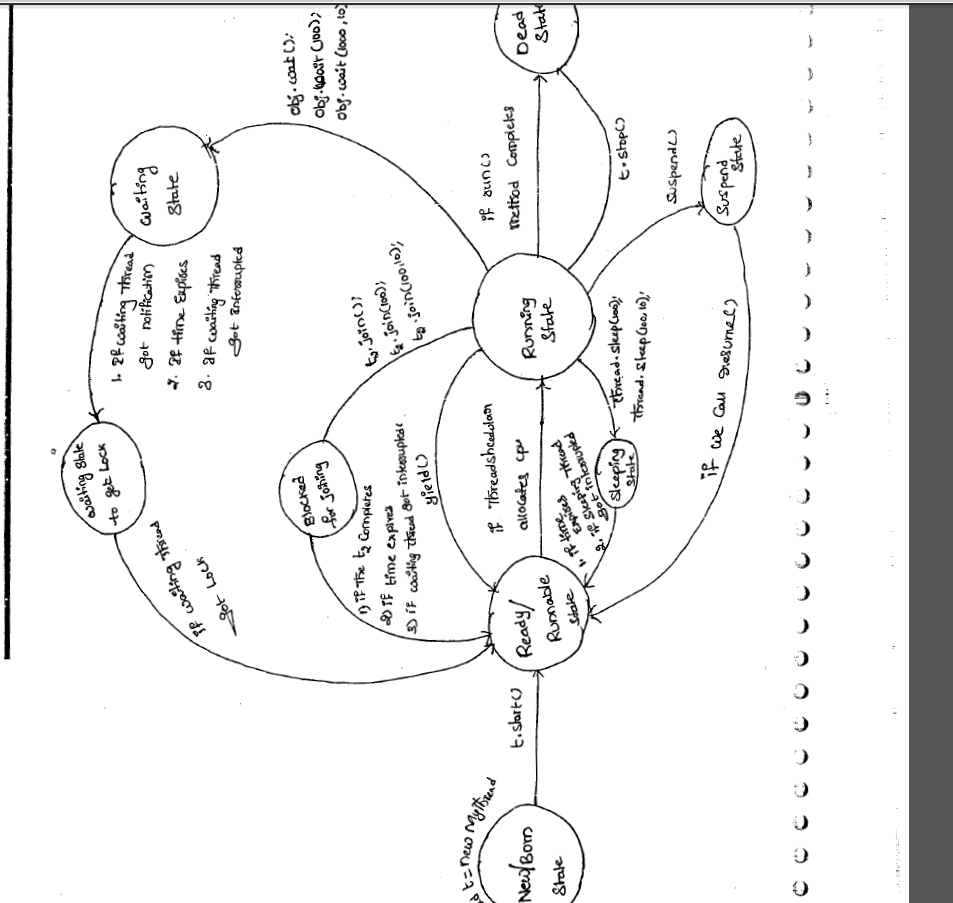 New/Born
State
t=new MyThread
t.start()
Ready/
Runnable
State
if Threadshedular
allocates cpu
Running
State
if run()
method Completes
Dead
State
t.stop()
Suspend()
Suspend
State
if we call resume()
Thread.sleep(100);
Thread.sleep(100,10);
Sleeping
State
1. if time
expires
2. if sleeping thread
got interrupted
yield()
t2.join();
t2.join(100);
t2.join(100,10);
Blocked
for joining
1) if the t2 completes
2) if time expires
3) if waiting thread got interrupted
obj.wait();
obj.wait(100);
obj.wait(1000,10)
Waiting
State
1. If waiting thread
got notification
2. If time expires
3. If waiting thread
got interrupted
Waiting State
to get Lock
If waiting thread
got Lock